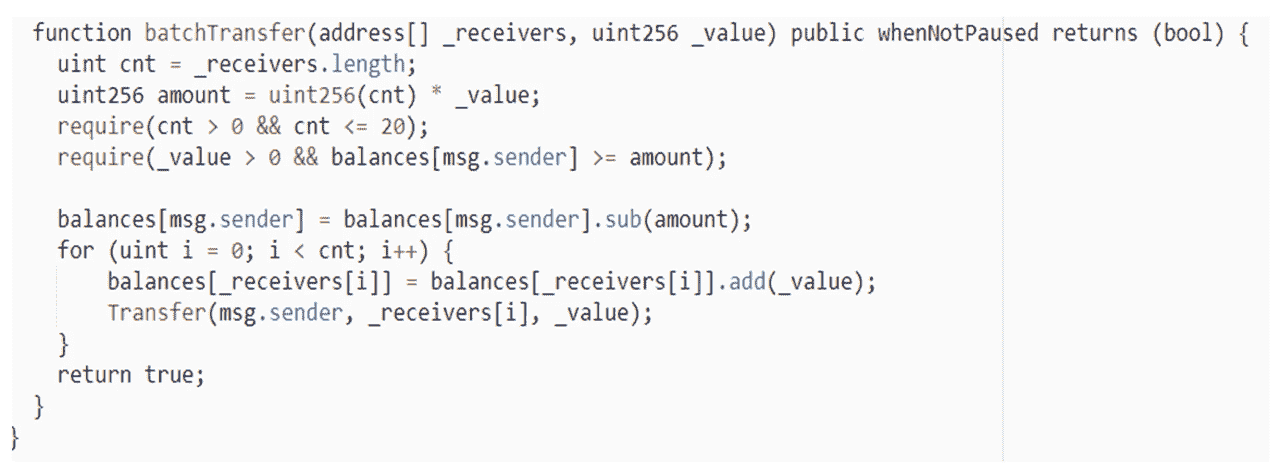 function batchTransfer(address[] _receivers, uint256 _value) public whenNotPaused returns (bool) {
uint cnt = _receivers.length;
uint256 amount = uint256(cnt) * _value;
require(cnt > 0 && cnt <= 20);
require(_value > 0 && balances[msg.sender] >= amount);
balances[msg.sender] = balances[msg.sender].sub(amount);
for (uint i = 0; i < cnt; i++) {
balances[_receivers[i]] = balances[_receivers[i]].add(_value);
Transfer(msg.sender, _receivers[i], _value);
}
return true;
}
}